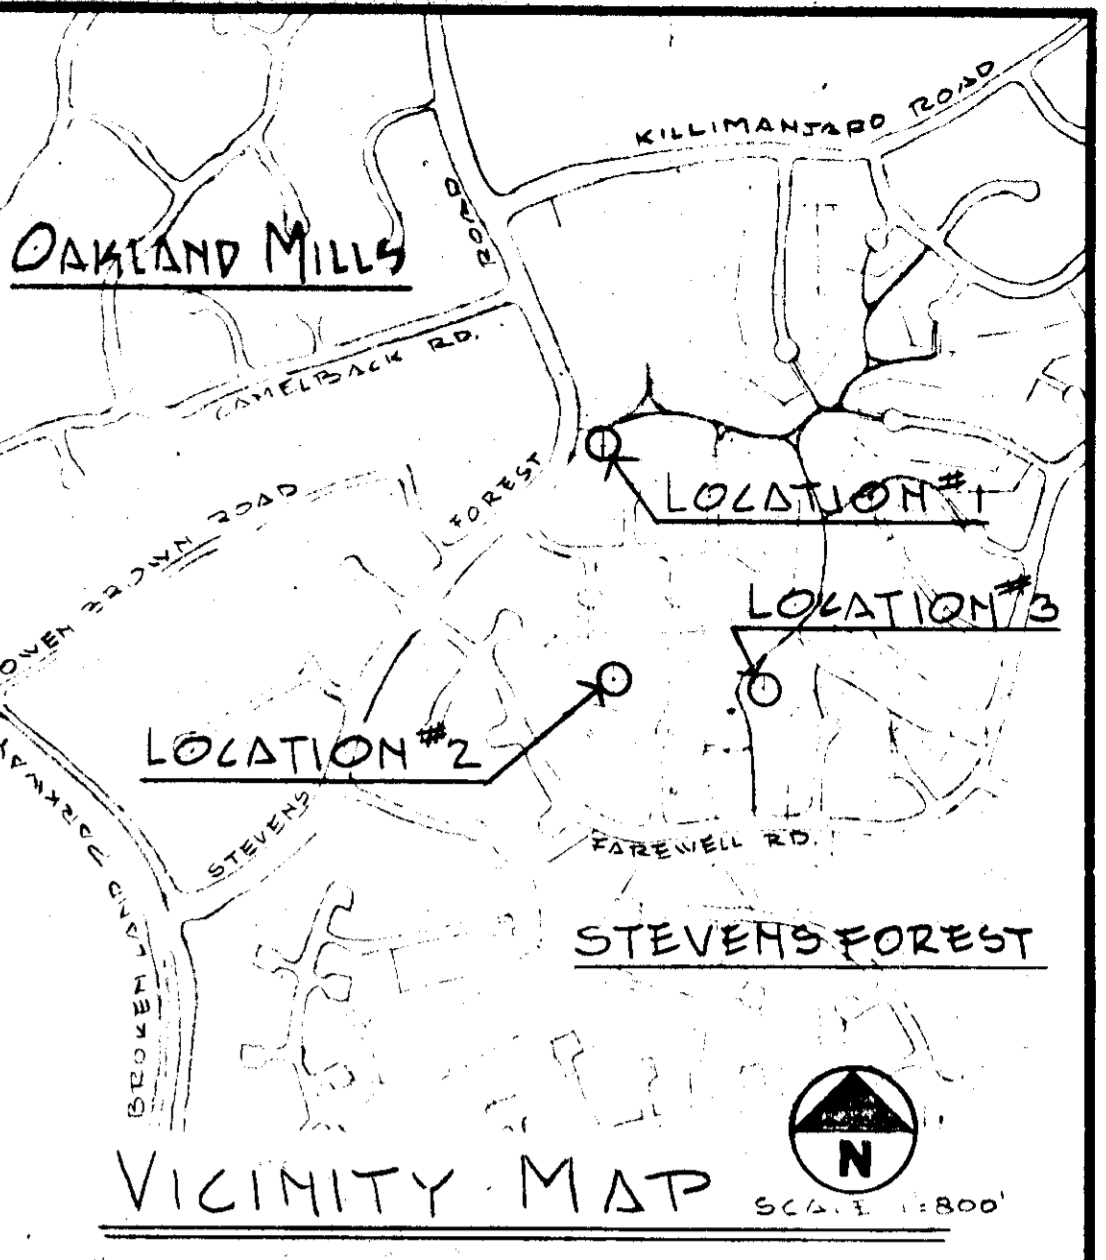 KILLIMANJARO ROAD
ROAD
OAKLAND MILLS
CAMELBACK RD.
FOREST
LOCATION #1
OWEN BROWN ROAD
LOCATION #3
LOCATION #2
STEVENS
FAREWELL RD.
BROKEN LAND PARKWAY
STEVENS FOREST
N
VICINITY MAP
SCALE 1:800'